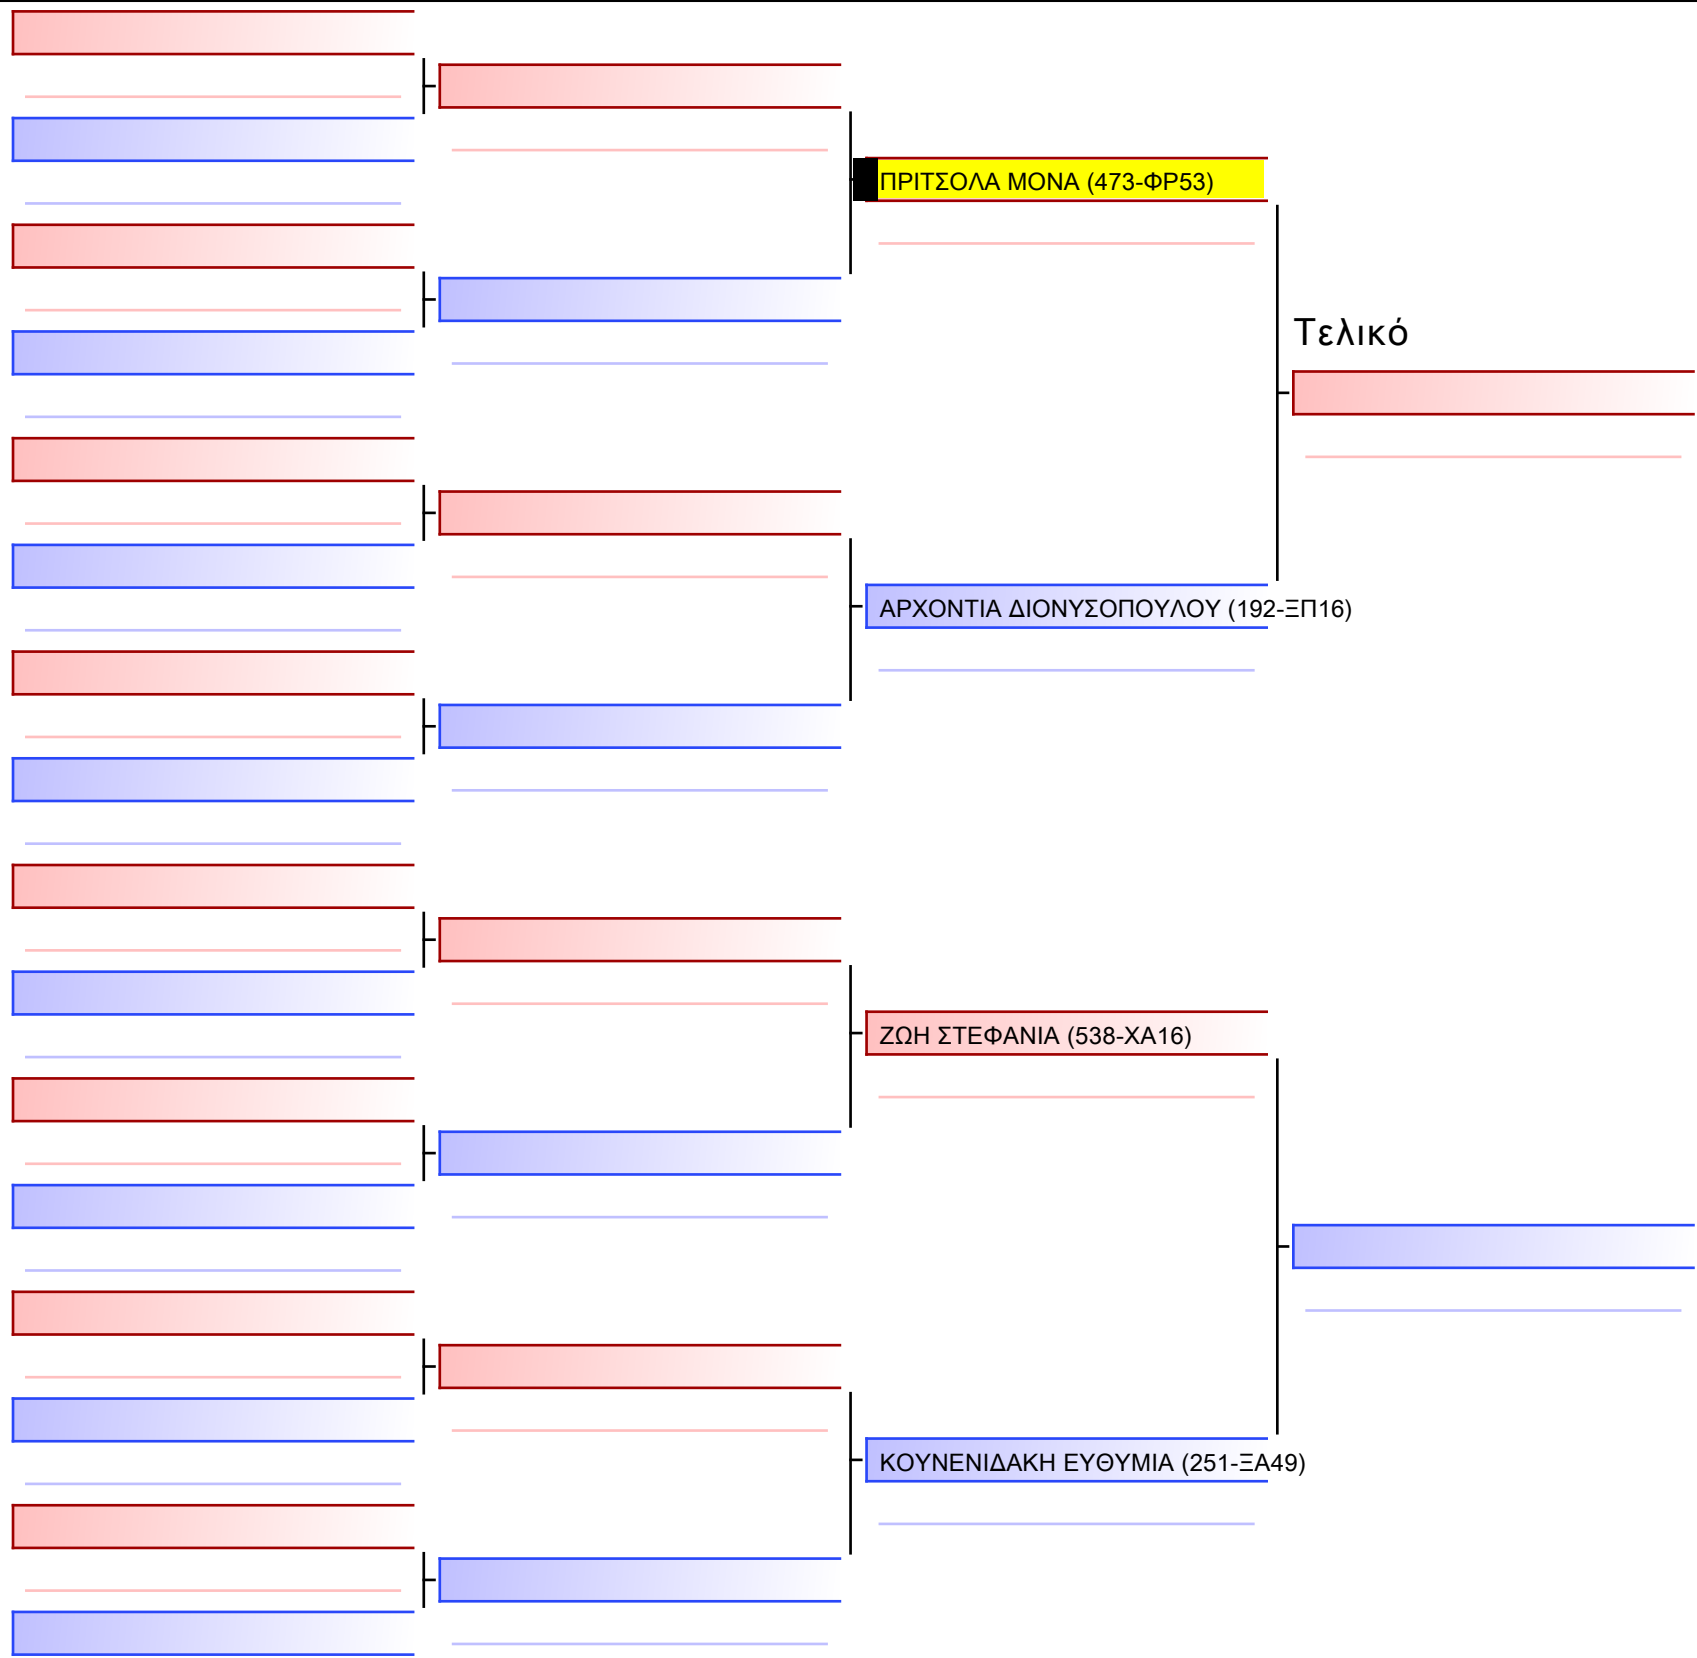 ΠΡΙΤΣΟΛΑ ΜΟΝΑ (473-ΦΡ53)
Τελικό
ΑΡΧΟΝΤΙΑ ΔΙΟΝΥΣΟΠΟΥΛΟΥ (192-ΞΠ16)
ΖΩΗ ΣΤΕΦΑΝΙΑ (538-ΧΑ16)
ΚΟΥΝΕΝΙΔΑΚΗ ΕΥΘΥΜΙΑ (251-ΞΑ49)